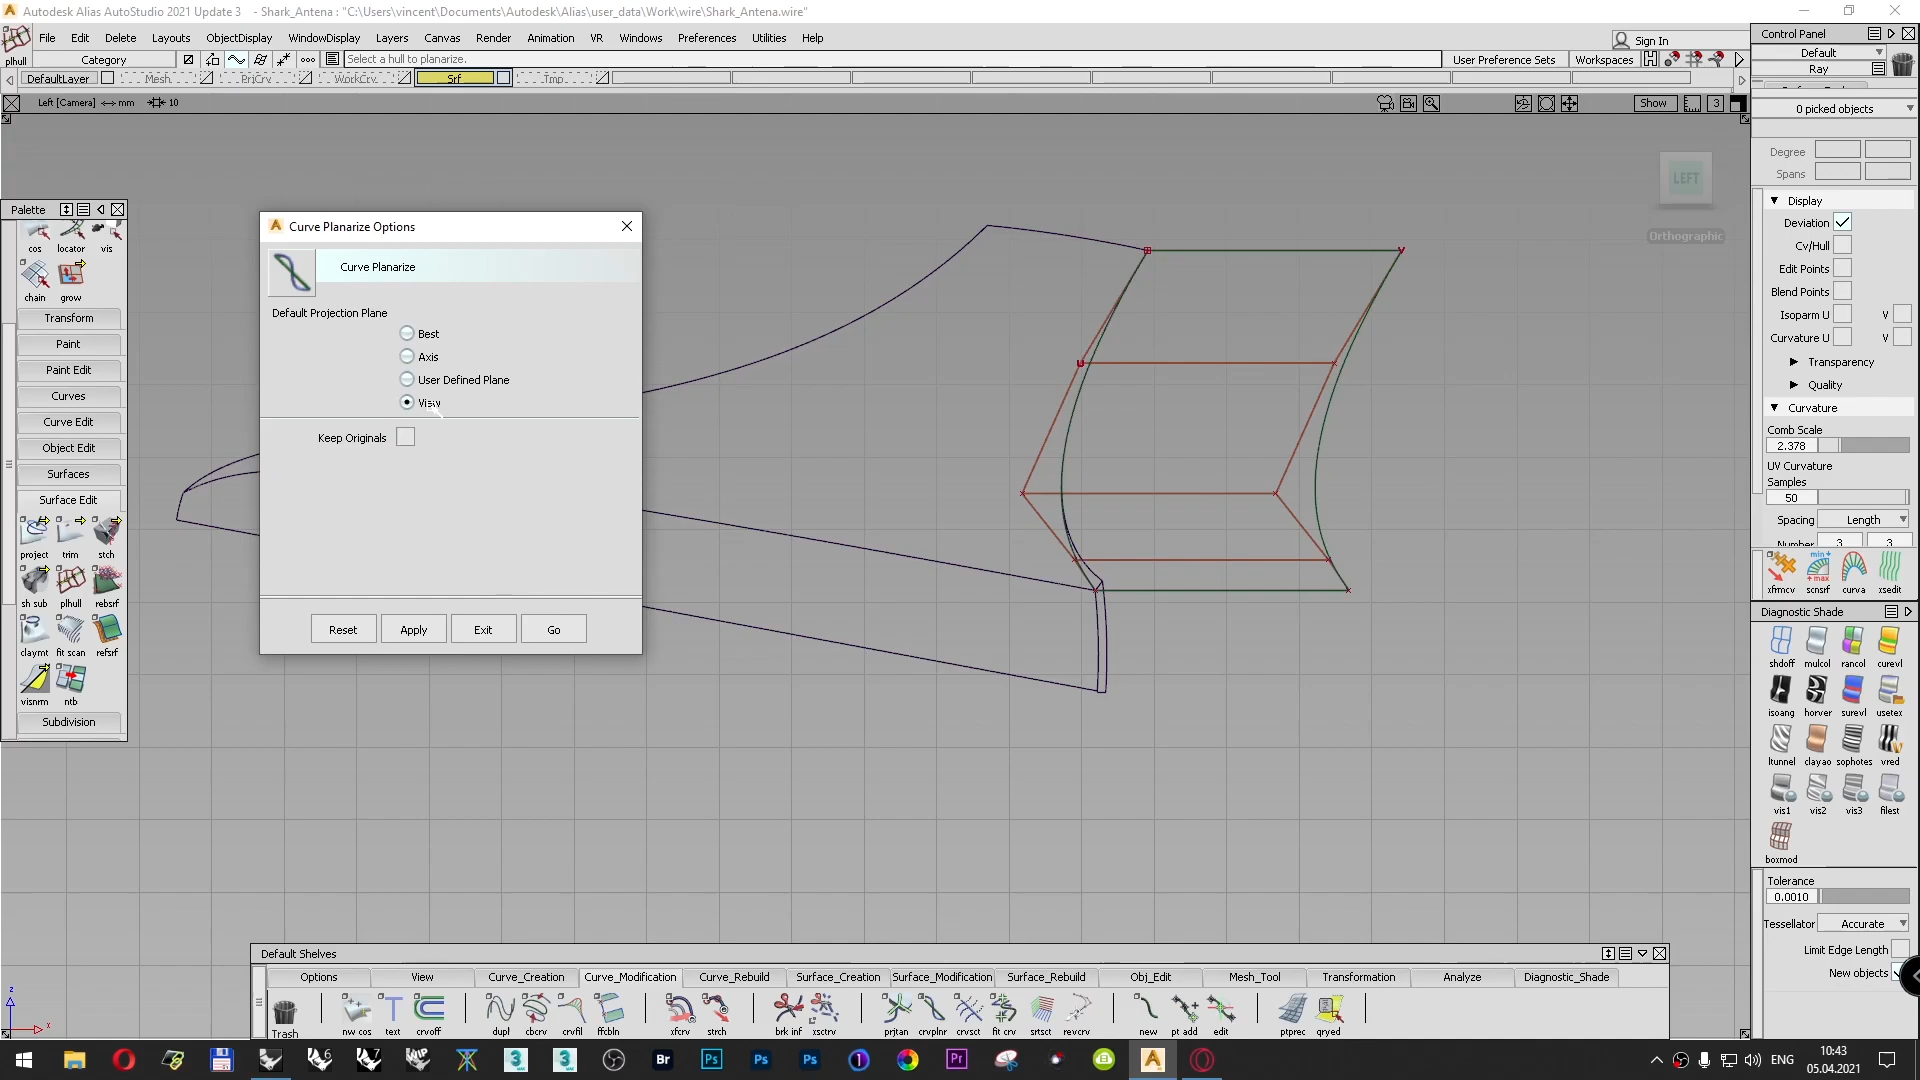 Autodesk Alias AutoStudio 2021 Update 3 - Shark_Antena : "C:\Users\vincent\Documents\Autodesk\Alias\user_data\Work\wire\Shark_Antena.wire"
File Edit Delete Layouts ObjectDisplay WindowDisplay Layers Canvas Render Animation VR Windows Preferences Utilities Help
Sign In
plhull Category Select a hull to planarize. User Preference Sets Workspaces
DefaultLayer Mesh PrjCrv WorkCrv Srf Tmp
Left [Camera] mm 10 Show 3
Control Panel
Default
Ray
0 picked objects
Degree
Spans
Display
Deviation
Cv/Hull
Edit Points
Blend Points
Isoparm U V
Curvature U V
Transparency
Quality
Curvature
Comb Scale
2.378
UV Curvature
Samples
50
Spacing Length
Number 3 3
xfrmcv scnsrf curva xsedit
Diagnostic Shade
shdoff mulcol rancol curevl
isoang horver surevl usetex
ltunnel clayao sophotes vred
vis1 vis2 vis3 filest
boxmod
Tolerance
0.0010
Tessellator Accurate
Limit Edge Length
New objects
LEFT
Orthographic
Palette
cos locator vis
chain grow
Transform
Paint
Paint Edit
Curves
Curve Edit
Object Edit
Surfaces
Surface Edit
project trim stch
sh sub plhull rebsrf
claymt fit scan refsrf
visnrm ntb
Subdivision
Curve Planarize Options
Curve Planarize
Default Projection Plane
Best
Axis
User Defined Plane
View
Keep Originals
Reset Apply Exit Go
U
V
z
x
Default Shelves
Options View Curve_Creation Curve_Modification Curve_Rebuild Surface_Creation Surface_Modification Surface_Rebuild Obj_Edit Mesh_Tool Transformation Analyze Diagnostic_Shade
Trash nw cos text crvoff dupl cbcrv crvfil ffcbln xfcrv strch brk inf xsctrv prjtan crvplnr crvsct fit crv srtsct revcrv new pt add edit ptprec qryed
Br Ps Ps Ps Pr
ENG
10:43
05.04.2021